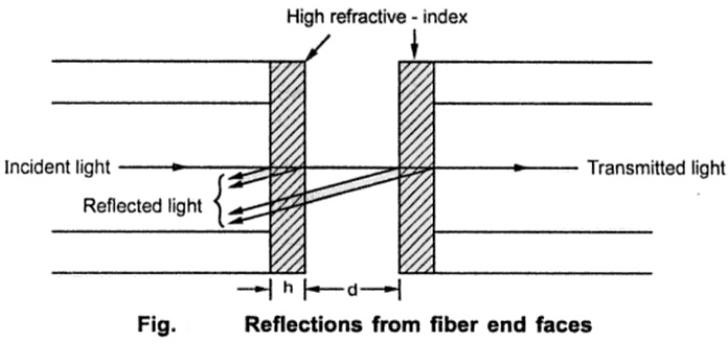 High refractive - index
Incident light
Transmitted light
Reflected light
h
d
Fig. Reflections from fiber end faces